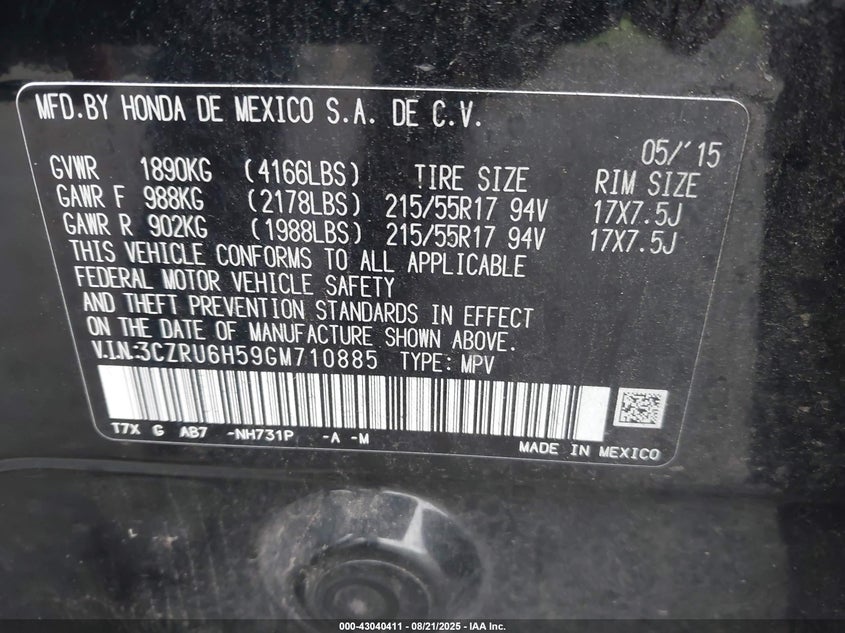 MFD.BY HONDA DE MEXICO S.A. DE C.V.
05/'15
GVWR 1890KG (4166LBS) TIRE SIZE RIM SIZE
GAWR F 988KG (2178LBS) 215/55R17 94V 17X7.5J
GAWR R 902KG (1988LBS) 215/55R17 94V 17X7.5J
THIS VEHICLE CONFORMS TO ALL APPLICABLE
FEDERAL MOTOR VEHICLE SAFETY
AND THEFT PREVENTION STANDARDS IN EFFECT
ON THE DATE OF MANUFACTURE SHOWN ABOVE.
V.I.N:3CZRU6H59GM710885 TYPE: MPV
T7X G AB7 -NH731P -A -M
MADE IN MEXICO
000-43040411 - 08/21/2025 - IAA Inc.